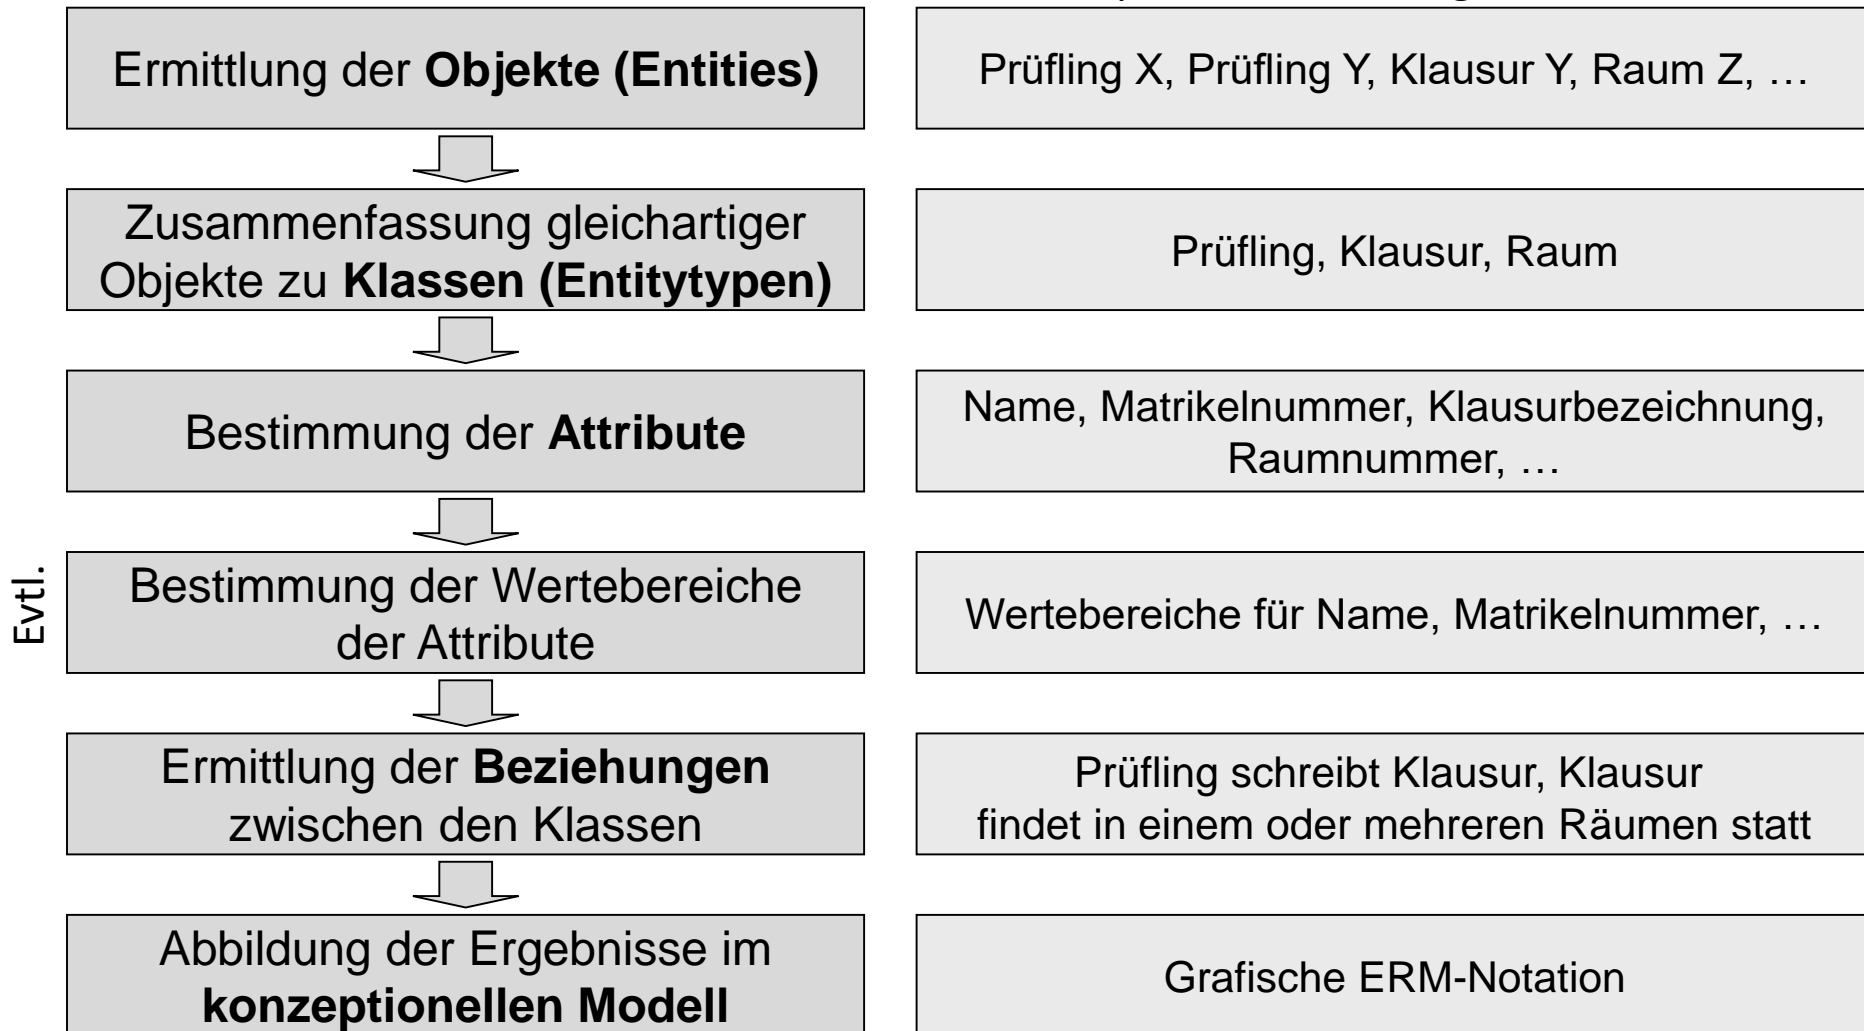 Ermittlung der Objekte (Entities)
Prüfling X, Prüfling Y, Klausur Y, Raum Z, …
Zusammenfassung gleichartiger
Objekte zu Klassen (Entitytypen)
Prüfling, Klausur, Raum
Bestimmung der Attribute
Name, Matrikelnummer, Klausurbezeichnung,
Raumnummer, …
Evtl.
Bestimmung der Wertebereiche
der Attribute
Wertebereiche für Name, Matrikelnummer, …
Ermittlung der Beziehungen
zwischen den Klassen
Prüfling schreibt Klausur, Klausur
findet in einem oder mehreren Räumen statt
Abbildung der Ergebnisse im
konzeptionellen Modell
Grafische ERM-Notation